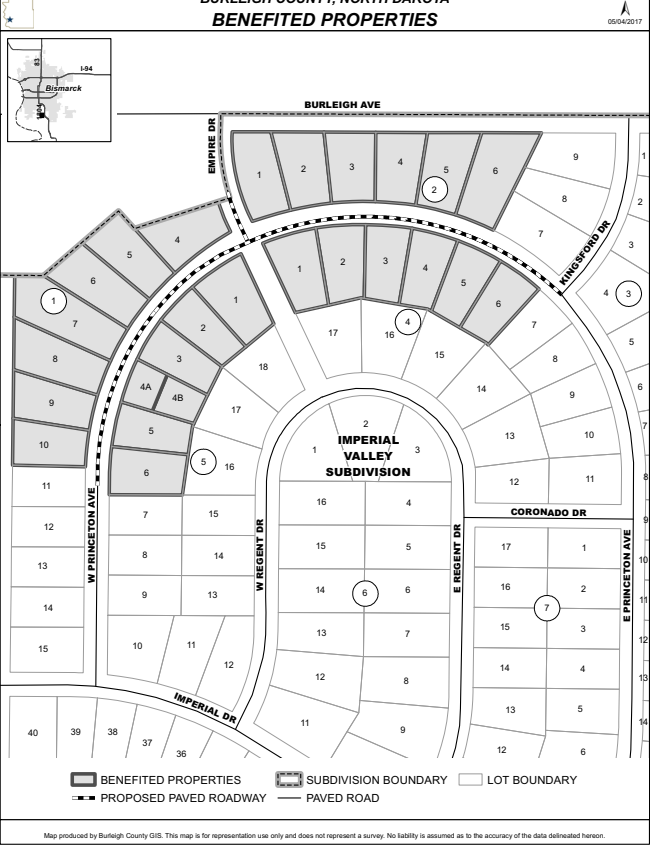 BURLEIGH COUNTY, NORTH DAKOTA
BENEFITED PROPERTIES
05/04/2017
83
I-94
Bismarck
1804
BURLEIGH AVE
EMPIRE DR
1 2 3 4 5 6
2
9
8
7
KINGSFORD DR
1
2
3
4
3
5
6
7
8
9
10
11
12
13
14
4
5
6
1
7
8
9
10
11
12
13
14
15
1
2
3
4A
4B
5
6
5
18
17
16
7 15
8 14
9 13
10 11 12
1 2 3 4 5 6
4
17 16 15 14
7
8
9
10
11
13
12
W PRINCETON AVE
W REGENT DR
E REGENT DR
E PRINCETON AVE
CORONADO DR
IMPERIAL DR
1 2 3
IMPERIAL
VALLEY
SUBDIVISION
16 4
15 5
14 6 6
13 7
12 8
11 9
17 1
16 2
7
15 3
14 4
13 5
12 6
40 39 38 37 36
BENEFITED PROPERTIES SUBDIVISION BOUNDARY LOT BOUNDARY
PROPOSED PAVED ROADWAY PAVED ROAD
Map produced by Burleigh County GIS. This map is for representation use only and does not represent a survey. No liability is assumed as to the accuracy of the data delineated herein.